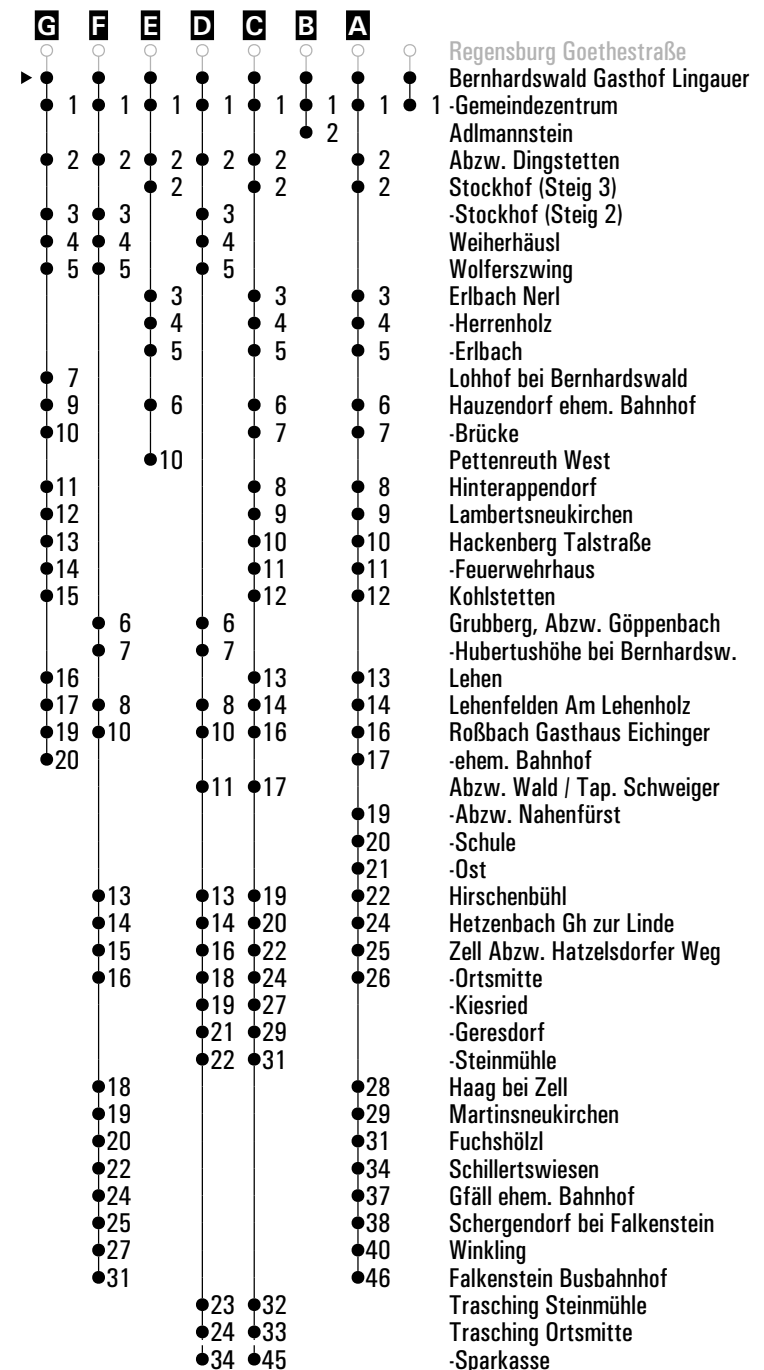 G F E D C B A
Regensburg Goethestraße
Bernhardswald Gasthof Lingauer
1 1 1 1 1 1 1 1 -Gemeindezentrum
2 Adlmannstein
2 2 2 2 2 2 Abzw. Dingstetten
2 2 2 Stockhof (Steig 3)
3 3 3 -Stockhof (Steig 2)
4 4 4 Weiherhäusl
5 5 5 Wolferszwing
3 3 3 Erlbach Nerl
4 4 4 -Herrenholz
5 5 5 -Erlbach
7 Lohhof bei Bernhardswald
9 6 6 6 Hauzendorf ehem. Bahnhof
10 7 7 -Brücke
10 Pettenreuth West
11 8 8 Hinterappendorf
12 9 9 Lambertsneukirchen
13 10 10 Hackenberg Talstraße
14 11 11 -Feuerwehrhaus
15 12 12 Kohlstetten
6 6 Grubberg, Abzw. Göppenbach
7 7 -Hubertushöhe bei Bernhardsw.
16 13 13 Lehen
17 8 8 14 14 Lehenfelden Am Lehenholz
19 10 10 16 16 Roßbach Gasthaus Eichinger
20 17 -ehem. Bahnhof
11 17 Abzw. Wald / Tap. Schweiger
19 -Abzw. Nahenfürst
20 -Schule
21 -Ost
13 13 19 22 Hirschenbühl
14 14 20 24 Hetzenbach Gh zur Linde
15 16 22 25 Zell Abzw. Hatzelsdorfer Weg
16 18 24 26 -Ortsmitte
19 27 -Kiesried
21 29 -Geresdorf
22 31 -Steinmühle
18 28 Haag bei Zell
19 29 Martinsneukirchen
20 31 Fuchshölzl
22 34 Schillertswiesen
24 37 Gfäll ehem. Bahnhof
25 38 Schergendorf bei Falkenstein
27 40 Winkling
31 46 Falkenstein Busbahnhof
23 32 Trasching Steinmühle
24 33 Trasching Ortsmitte
34 45 -Sparkasse